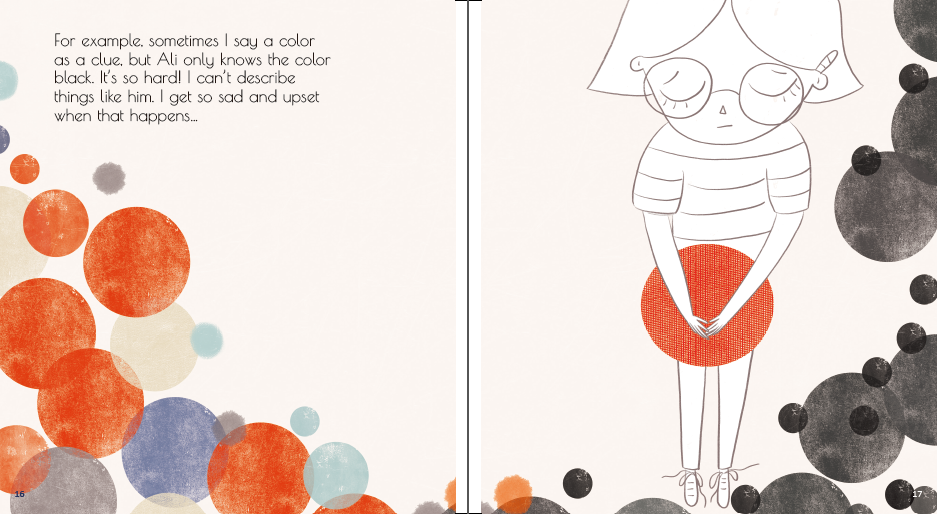 For example, sometimes I say a color
as a clue, but Ali only knows the color
black. It's so hard! I can't describe
things like him. I get so sad and upset
when that happens...
16
17